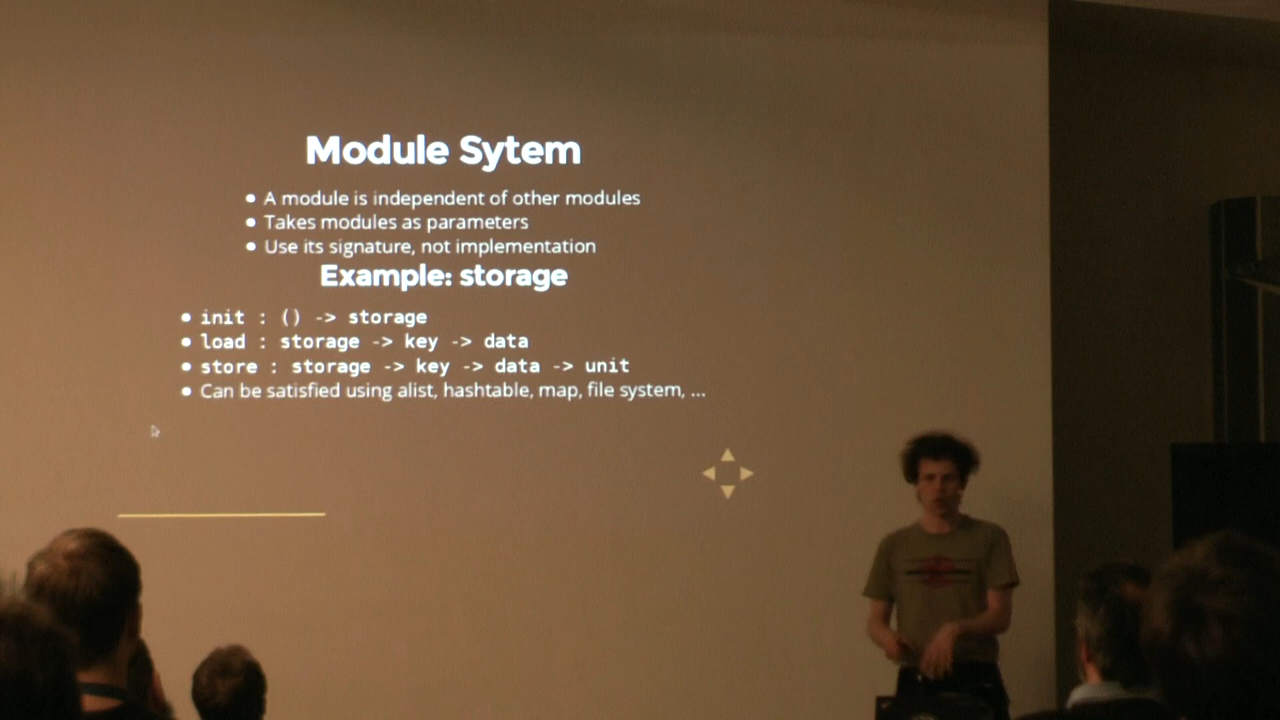 Module Sytem
• A module is independent of other modules
• Takes modules as parameters
• Use its signature, not implementation
Example: storage
• init : () -> storage
• load : storage -> key -> data
• store : storage -> key -> data -> unit
• Can be satisfied using alist, hashtable, map, file system, ...